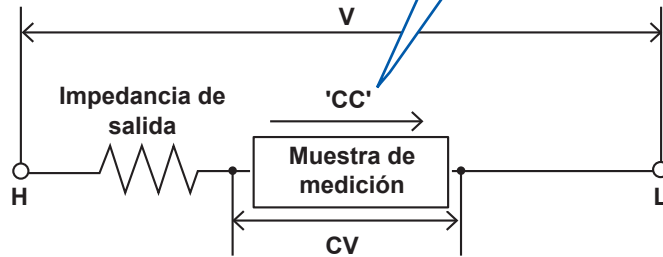 V
Impedancia de
salida
'CC'
Muestra de
medición
H
L
CV